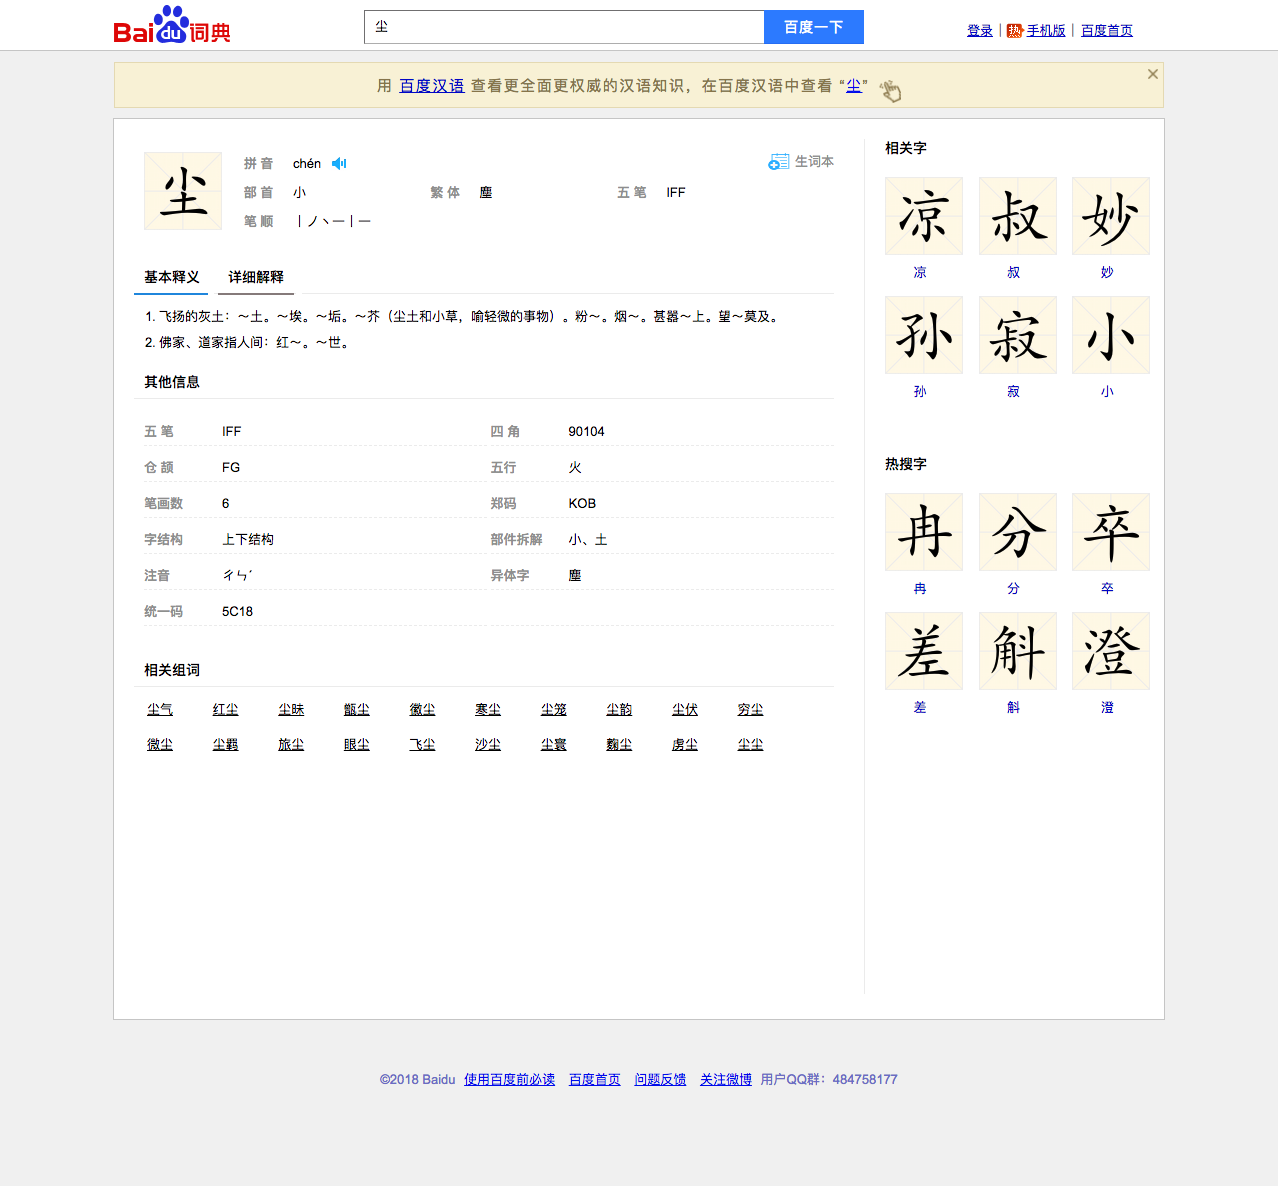 Bai du 词典
尘
百度一下
登录 | 热 手机版 | 百度首页
用 百度汉语 查看更全面更权威的汉语知识，在百度汉语中查看 “尘”
尘
拼 音 chén
生词本
部 首 小 繁 体 塵 五 笔 IFF
笔 顺 丨ノ丶一丨一
基本释义 详细解释
1. 飞扬的灰土：～土。～埃。～垢。～芥（尘土和小草，喻轻微的事物）。粉～。烟～。甚嚣～上。望～莫及。
2. 佛家、道家指人间：红～。～世。
其他信息
五 笔 IFF 四 角 90104
仓 颉 FG 五行 火
笔画数 6 郑码 KOB
字结构 上下结构 部件拆解 小、土
注音 ㄔㄣˊ 异体字 塵
统一码 5C18
相关组词
尘气 红尘 尘昧 甑尘 徽尘 寒尘 尘笼 尘韵 尘伏 穷尘
微尘 尘羁 旅尘 眼尘 飞尘 沙尘 尘寰 麴尘 虏尘 尘尘
相关字
凉 叔 妙
凉 叔 妙
孙 寂 小
孙 寂 小
热搜字
冉 分 卒
冉 分 卒
差 斛 澄
差 斛 澄
©2018 Baidu 使用百度前必读 百度首页 问题反馈 关注微博 用户QQ群：484758177